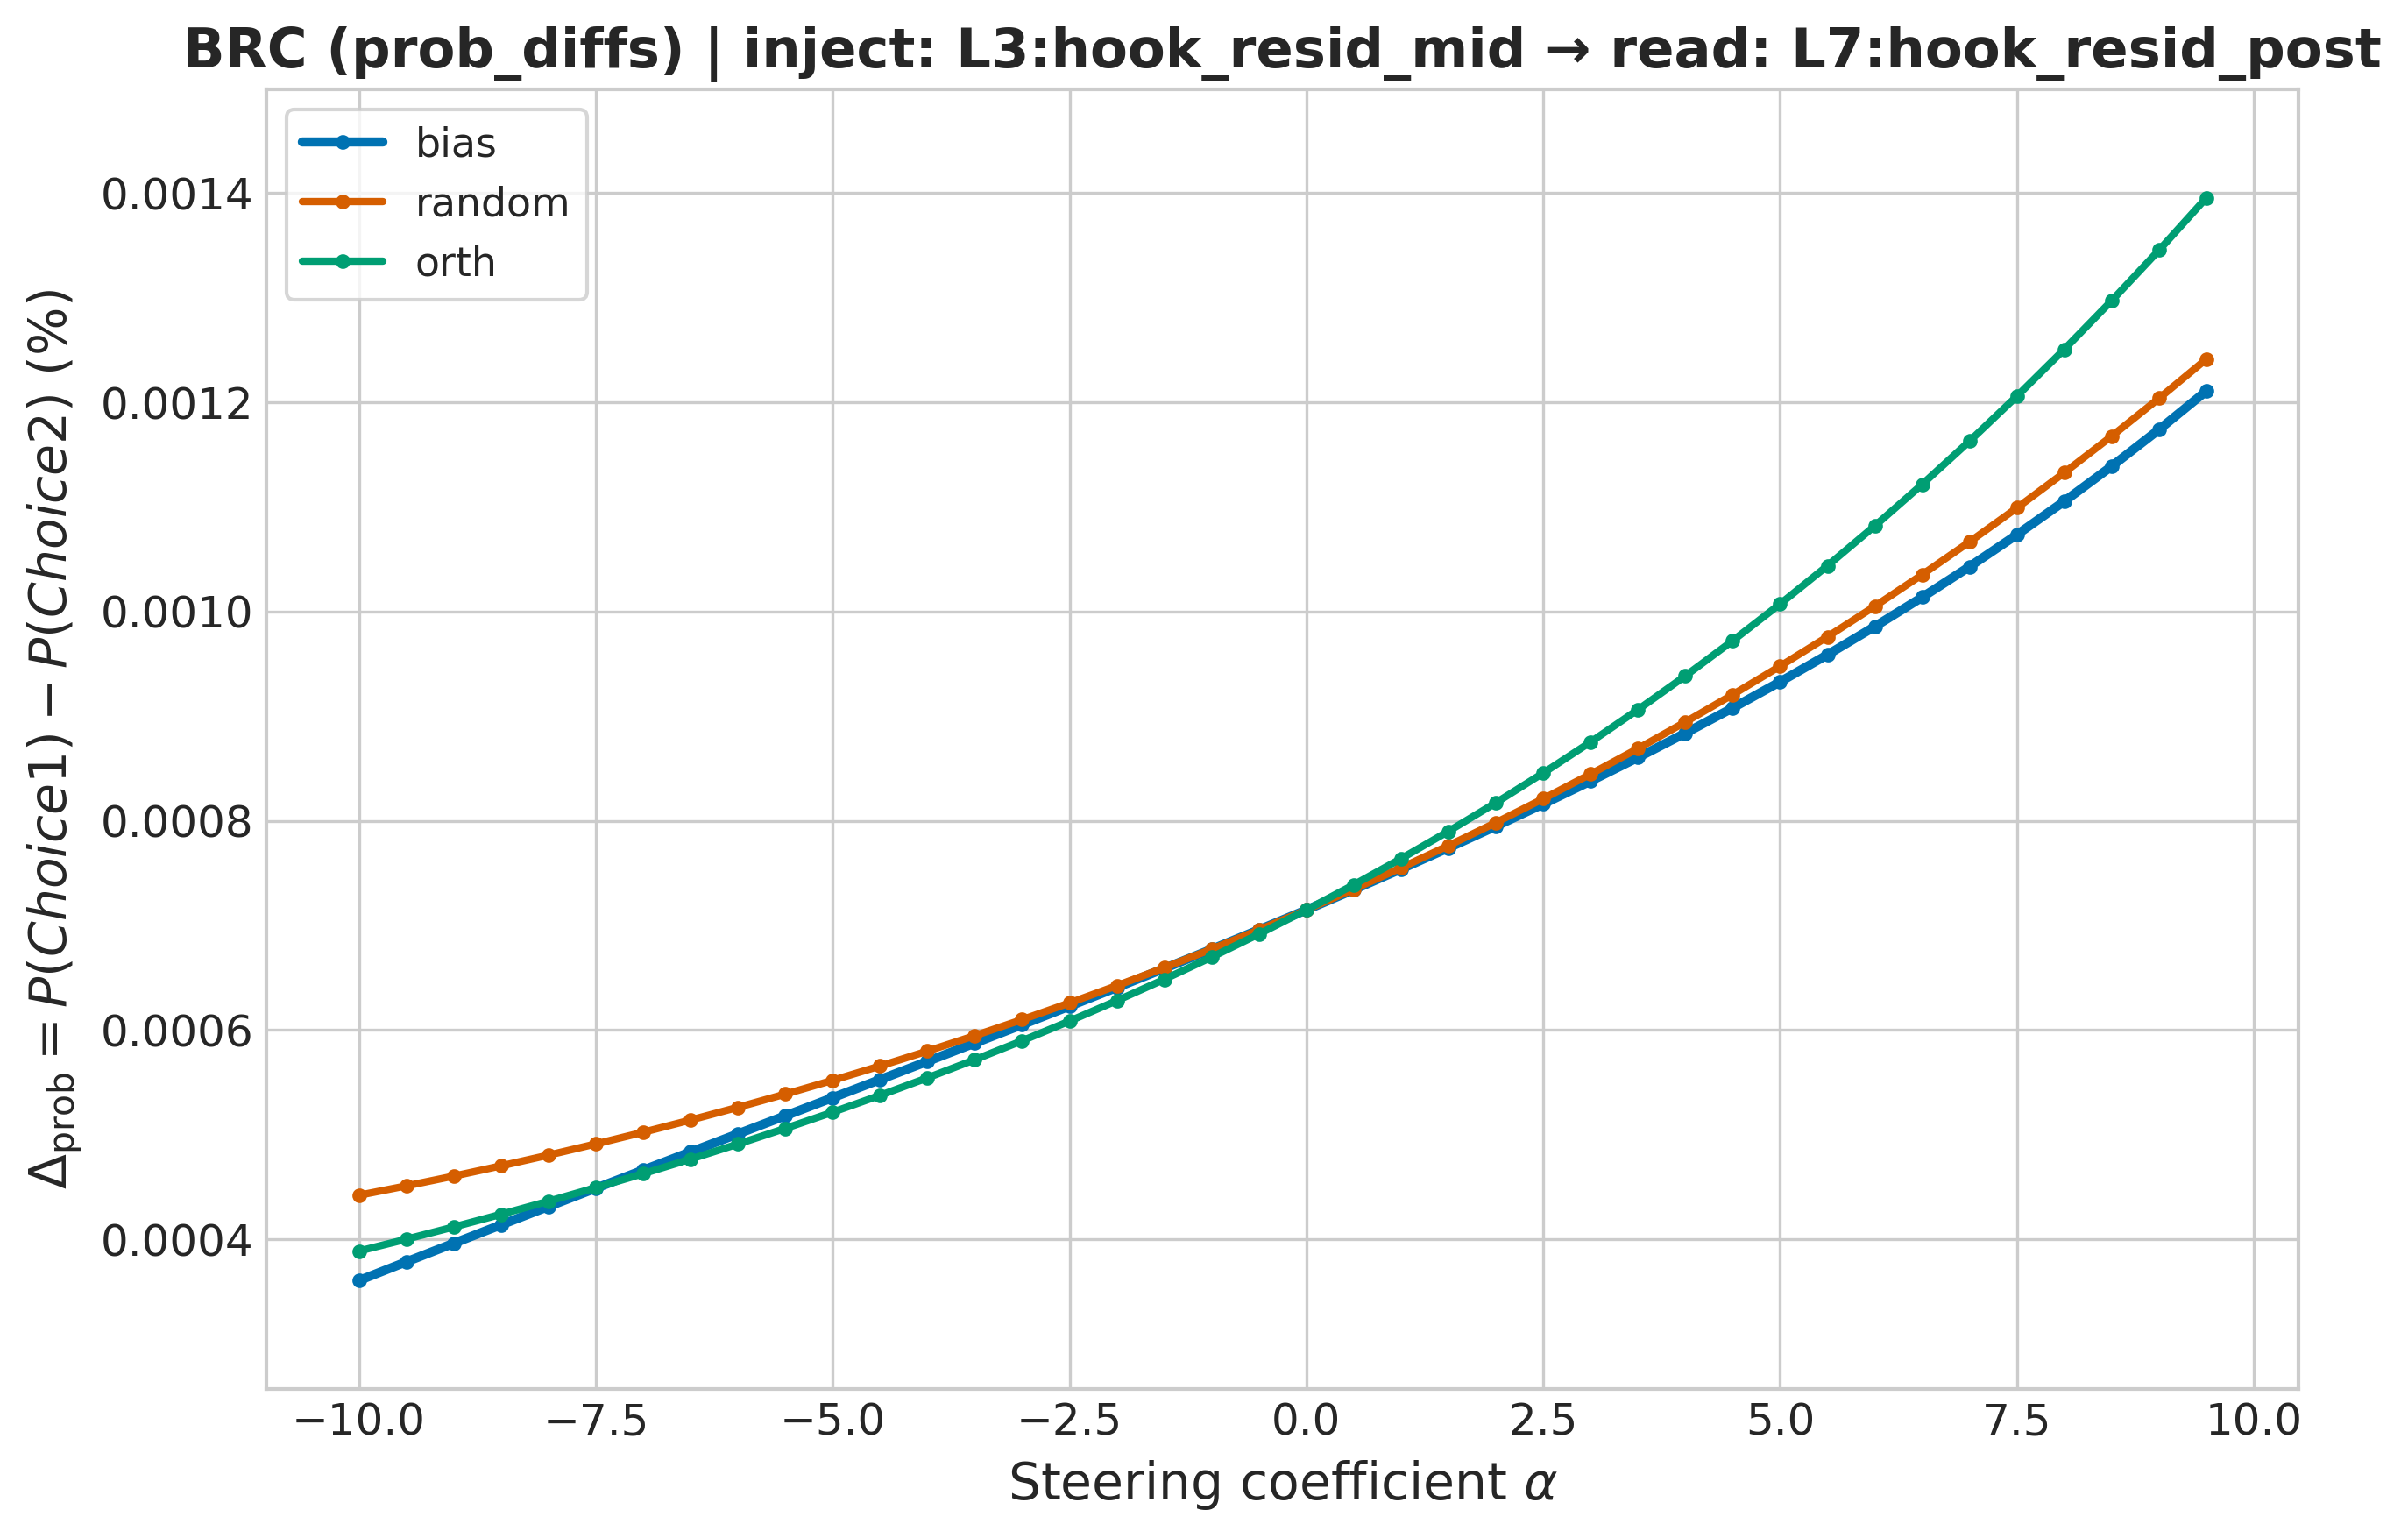 BRC (prob_diffs) | inject: L3:hook_resid_mid → read: L7:hook_resid_post
bias
random
orth
Δprob = P(Choice1) − P(Choice2) (%)
0.0014
0.0012
0.0010
0.0008
0.0006
0.0004
−10.0 −7.5 −5.0 −2.5 0.0 2.5 5.0 7.5 10.0
Steering coefficient α